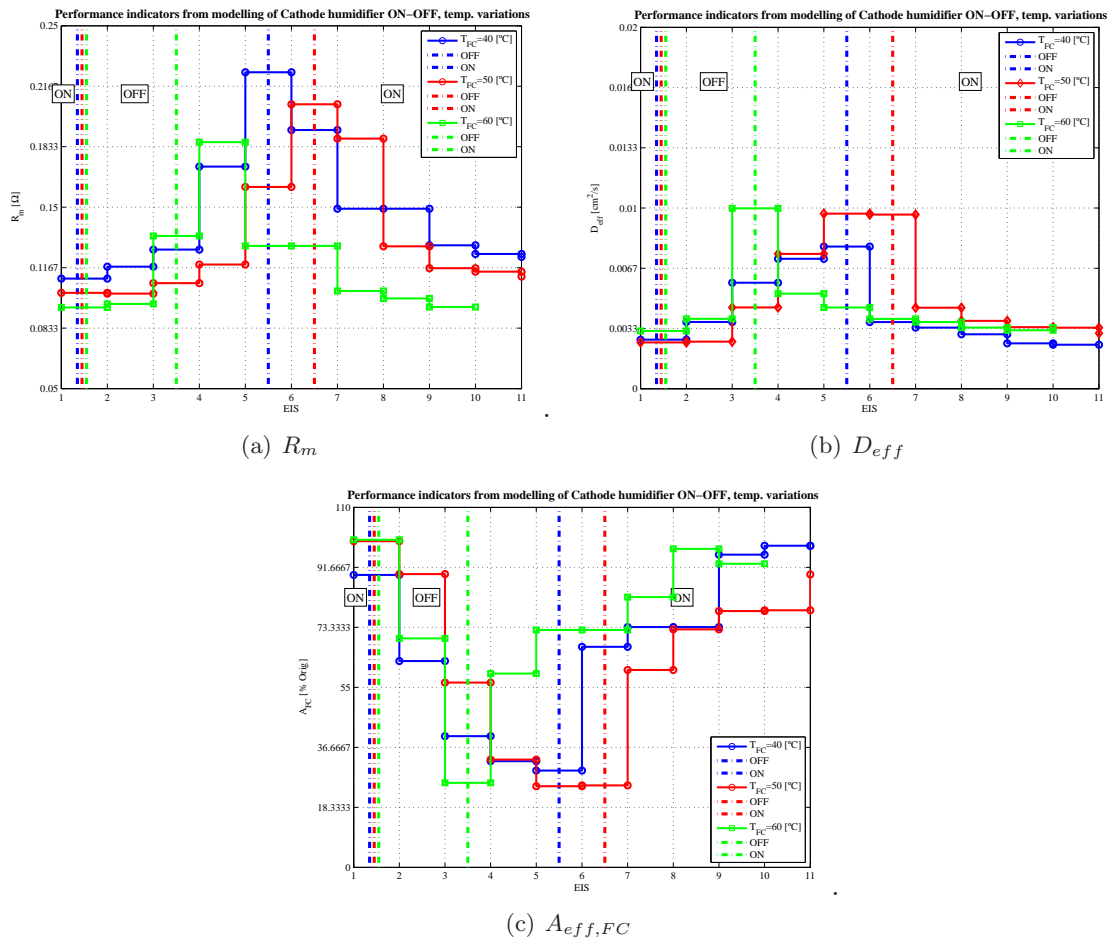 Performance indicators from modelling of Cathode humidifier ON−OFF, temp. variations
0.25
0.216
0.1833
0.15
0.1167
0.0833
0.05
R_m [Ω]
ON
OFF
ON
T_FC=40 [ºC]
OFF
ON
T_FC=50 [ºC]
OFF
ON
T_FC=60 [ºC]
OFF
ON
1 2 3 4 5 6 7 8 9 10 11
EIS
.
(a) R_m
Performance indicators from modelling of Cathode humidifier ON−OFF, temp. variations
0.02
0.016
0.0133
0.01
0.0067
0.0033
0
D_eff [cm²/s]
ON
OFF
ON
T_FC=40 [ºC]
OFF
ON
T_FC=50 [ºC]
OFF
ON
T_FC=60 [ºC]
OFF
ON
1 2 3 4 5 6 7 8 9 10 11
EIS
(b) D_eff
Performance indicators from modelling of Cathode humidifier ON−OFF, temp. variations
110
91.6667
73.3333
55
36.6667
18.3333
0
A_FC [% Orig]
ON
OFF
ON
T_FC=40 [ºC]
OFF
ON
T_FC=50 [ºC]
OFF
ON
T_FC=60 [ºC]
OFF
ON
1 2 3 4 5 6 7 8 9 10 11
EIS
.
(c) A_eff,FC